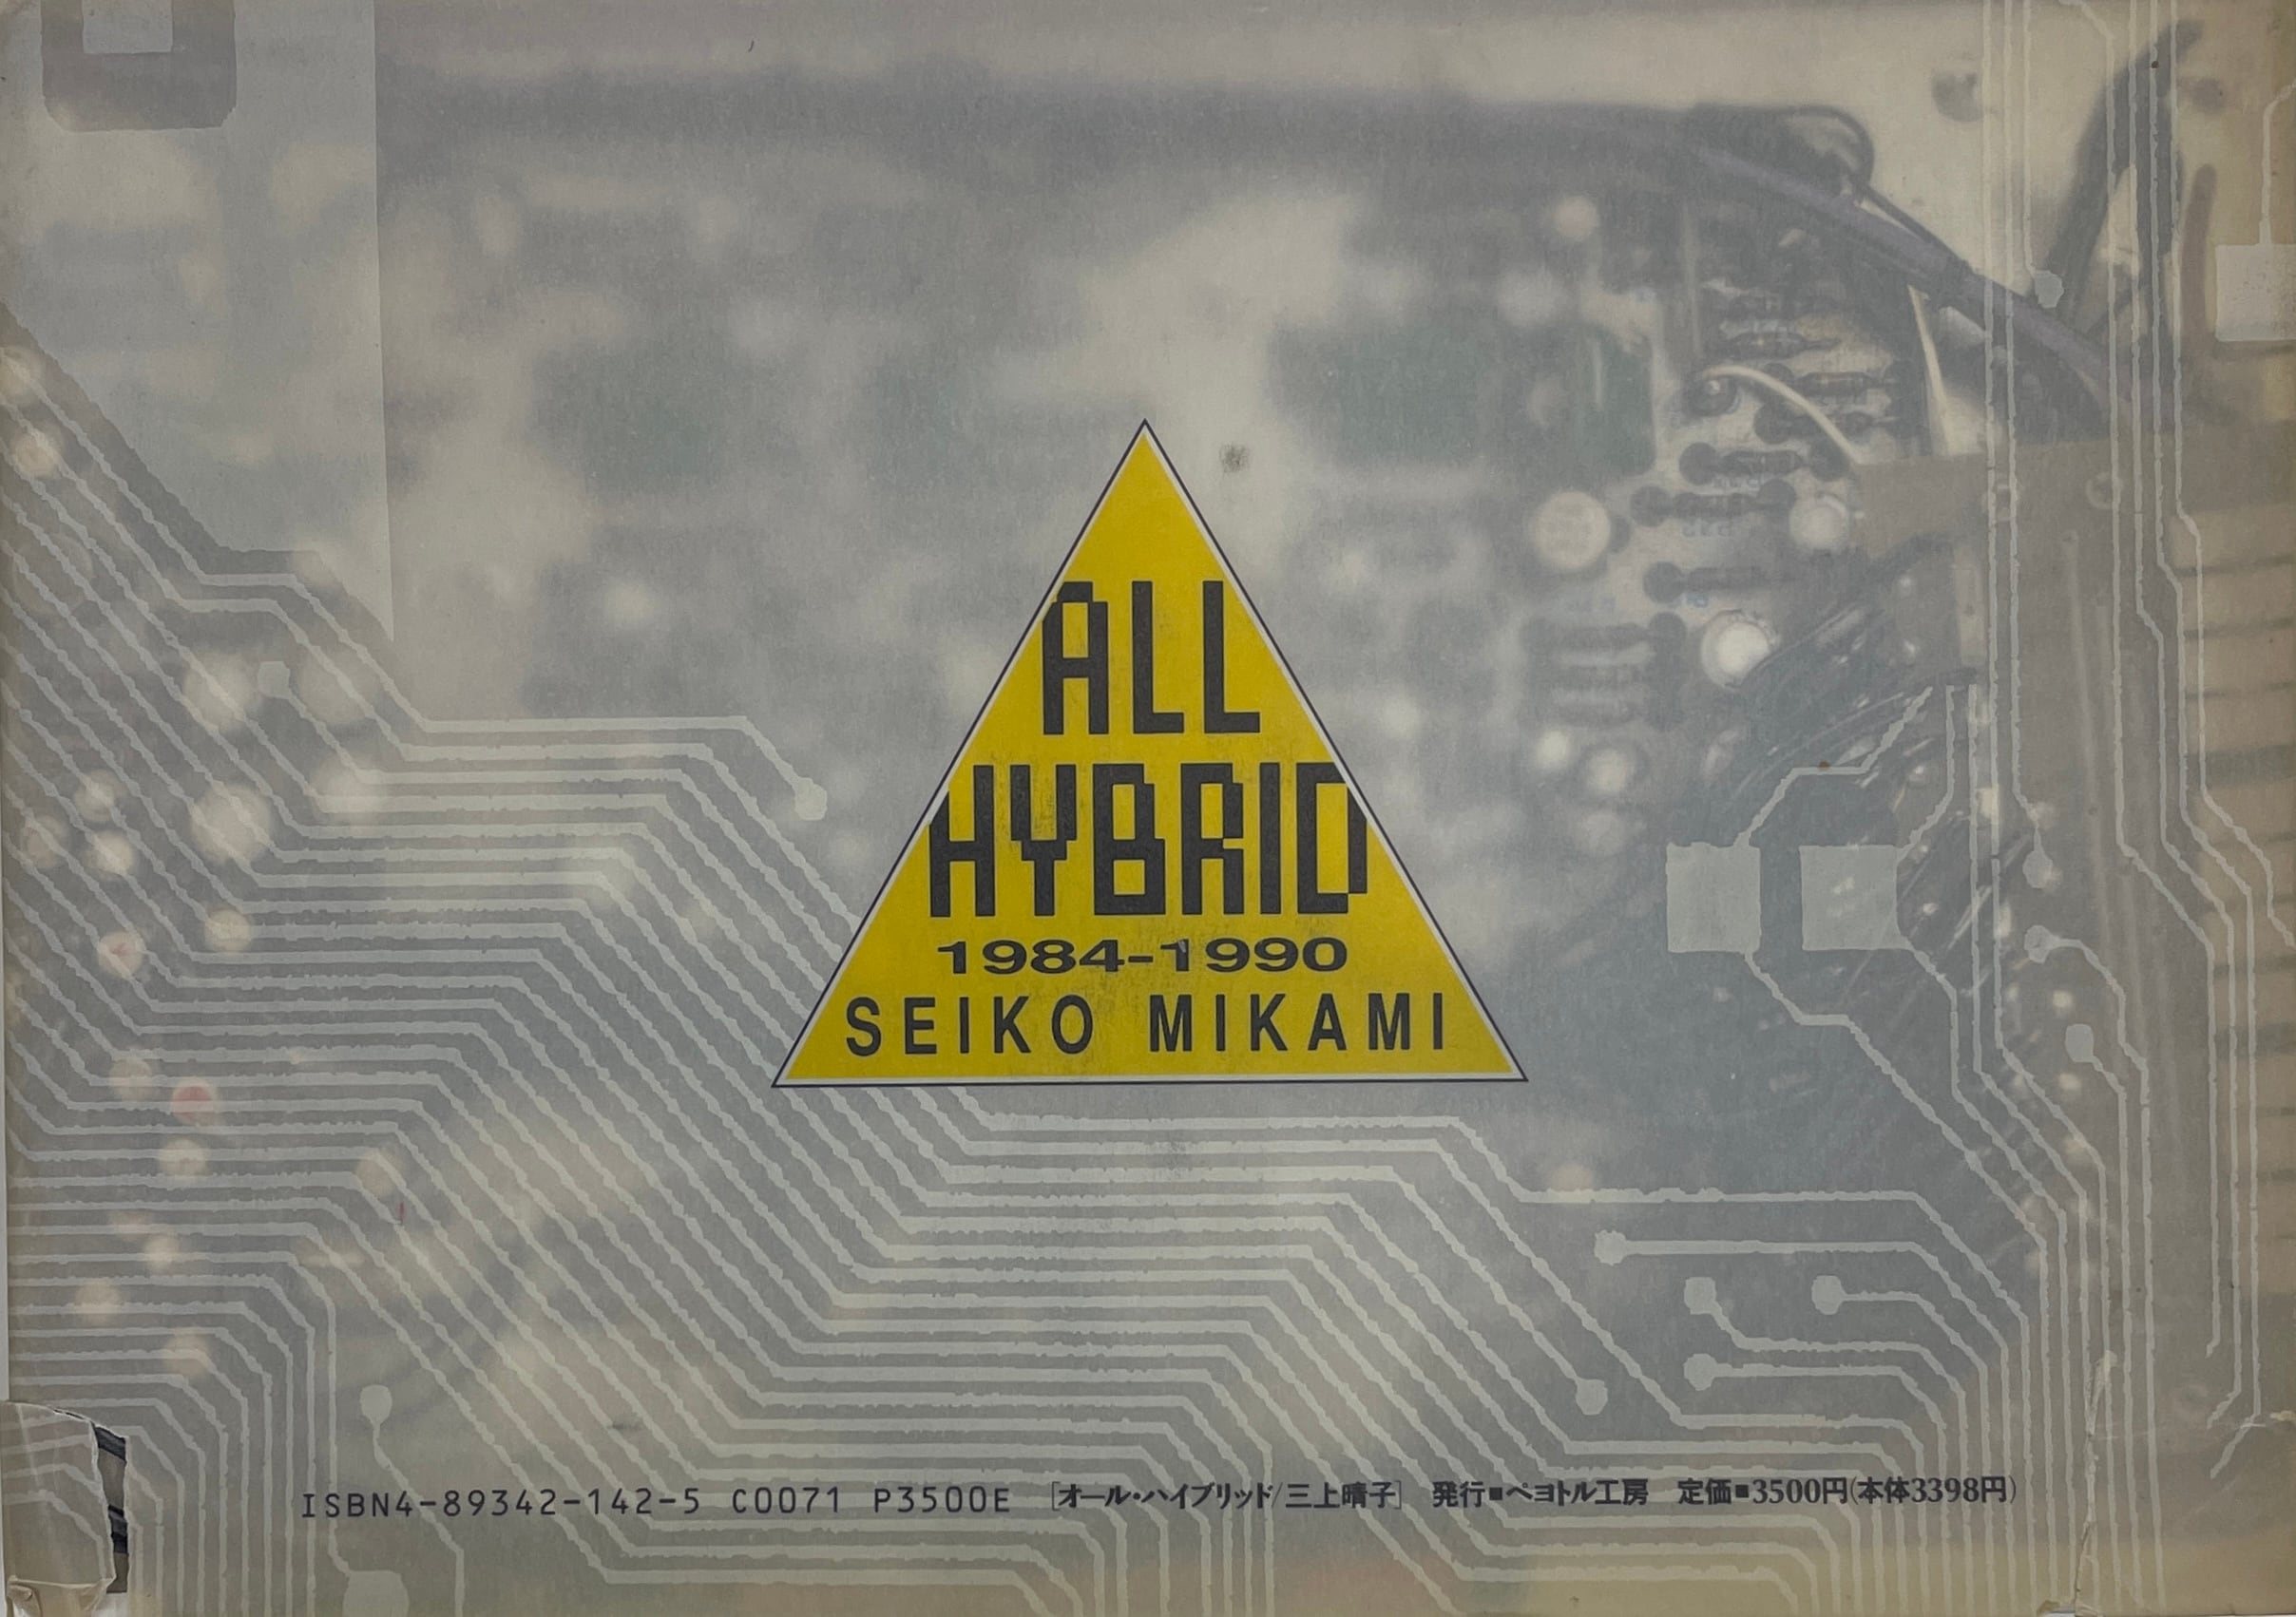 ALL
HYBRID
1984-1990
SEIKO MIKAMI
ISBN4-89342-142-5 C0071 P3500E [オール・ハイブリッド/三上晴子] 発行■ペヨトル工房 定価■3500円(本体3398円)